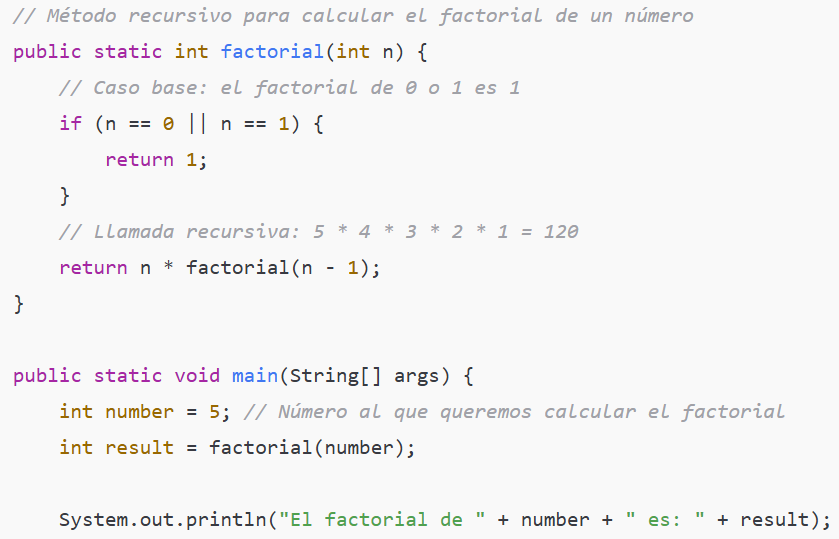 // Método recursivo para calcular el factorial de un número
public static int factorial(int n) {
    // Caso base: el factorial de 0 o 1 es 1
    if (n == 0 || n == 1) {
        return 1;
    }
    // Llamada recursiva: 5 * 4 * 3 * 2 * 1 = 120
    return n * factorial(n - 1);
}

public static void main(String[] args) {
    int number = 5; // Número al que queremos calcular el factorial
    int result = factorial(number);

    System.out.println("El factorial de " + number + " es: " + result);